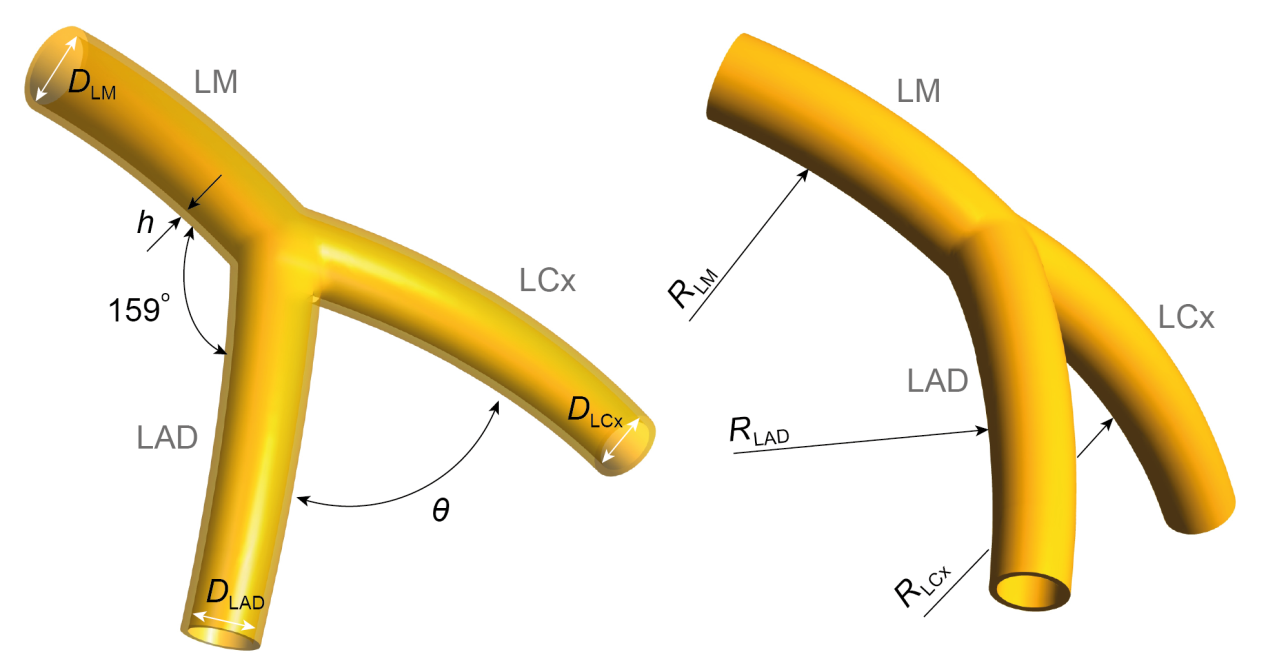 LM
D_LM
h
159°
LCx
D_LCx
LAD
θ
D_LAD
LM
R_LM
LCx
LAD
R_LAD
R_LCx